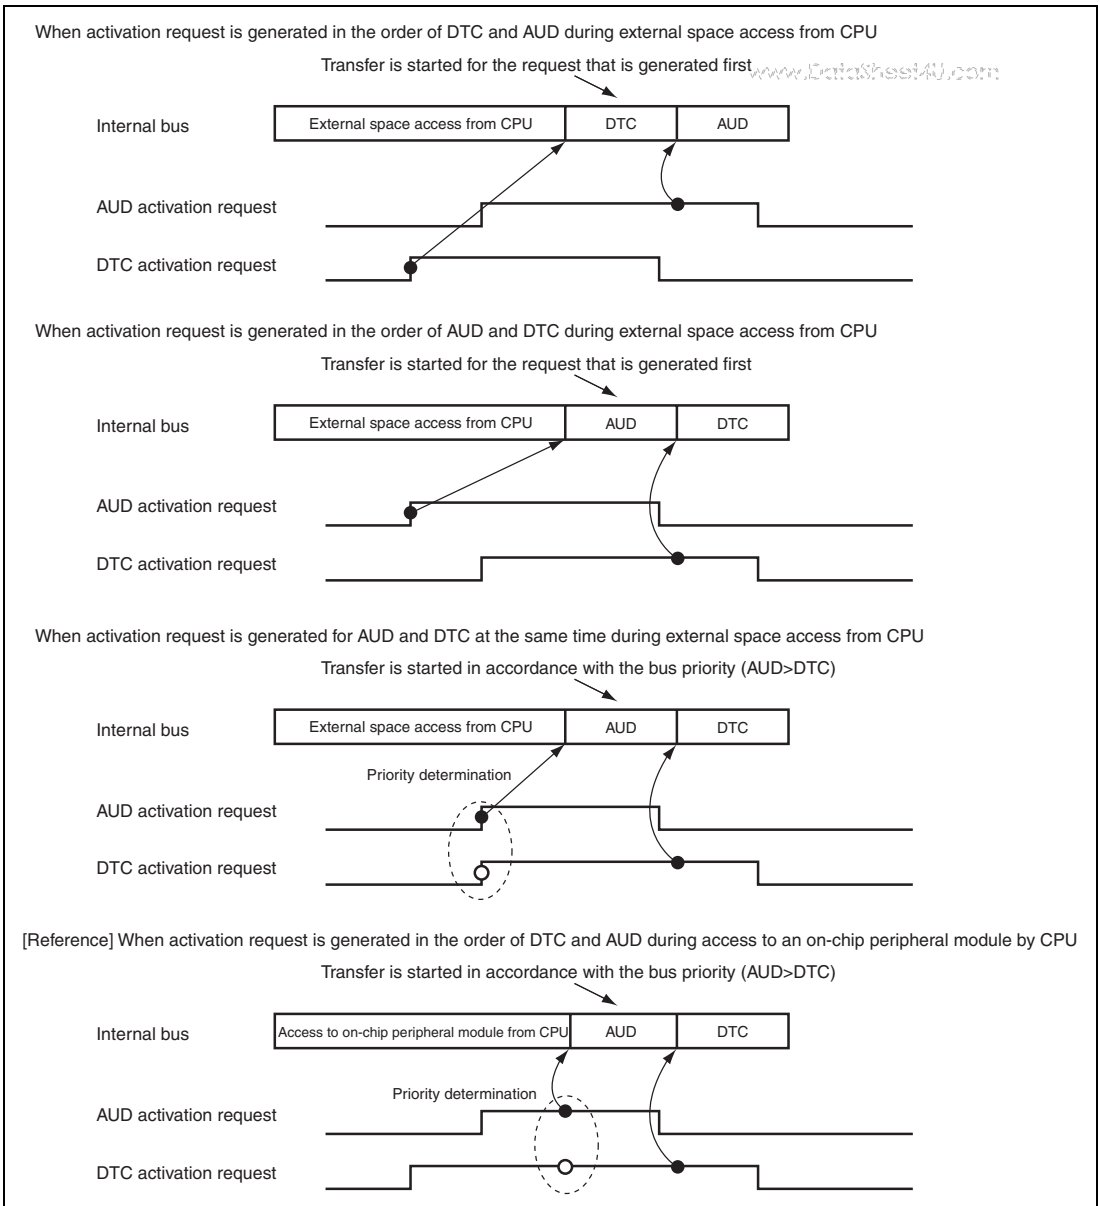 When activation request is generated in the order of DTC and AUD during external space access from CPU
Transfer is started for the request that is generated first
www.DataSheet4U.com
Internal bus
External space access from CPU
DTC
AUD
AUD activation request
DTC activation request
When activation request is generated in the order of AUD and DTC during external space access from CPU
Transfer is started for the request that is generated first
Internal bus
External space access from CPU
AUD
DTC
AUD activation request
DTC activation request
When activation request is generated for AUD and DTC at the same time during external space access from CPU
Transfer is started in accordance with the bus priority (AUD>DTC)
Internal bus
External space access from CPU
AUD
DTC
Priority determination
AUD activation request
DTC activation request
[Reference] When activation request is generated in the order of DTC and AUD during access to an on-chip peripheral module by CPU
Transfer is started in accordance with the bus priority (AUD>DTC)
Internal bus
Access to on-chip peripheral module from CPU
AUD
DTC
Priority determination
AUD activation request
DTC activation request